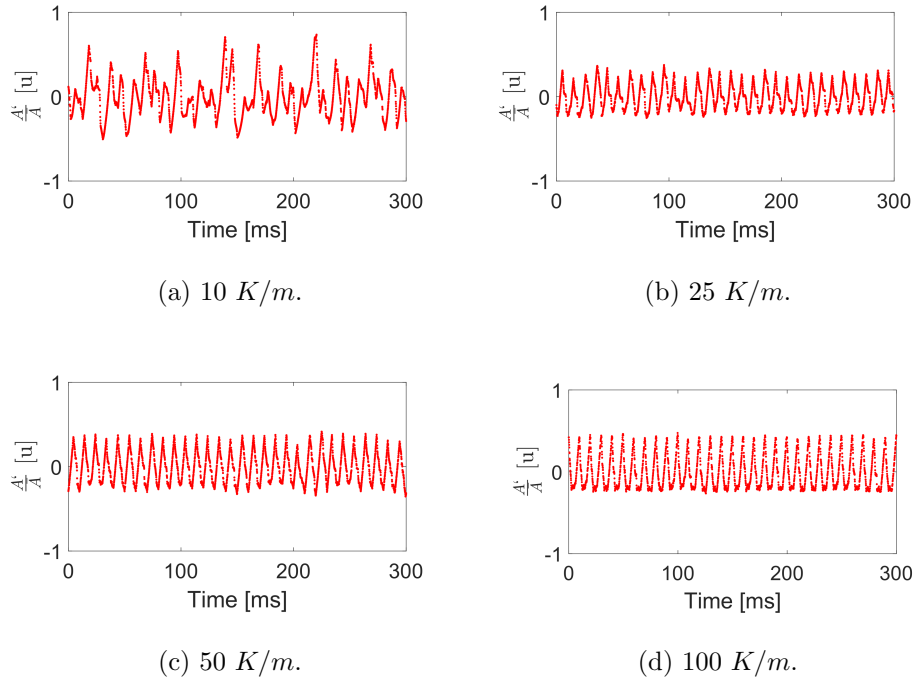 1
0
-1
A‘/A [u]
0 100 200 300
Time [ms]
(a) 10 K/m.
1
0
-1
A‘/A [u]
0 100 200 300
Time [ms]
(b) 25 K/m.
1
0
-1
A‘/A [u]
0 100 200 300
Time [ms]
(c) 50 K/m.
1
0
-1
A‘/A [u]
0 100 200 300
Time [ms]
(d) 100 K/m.